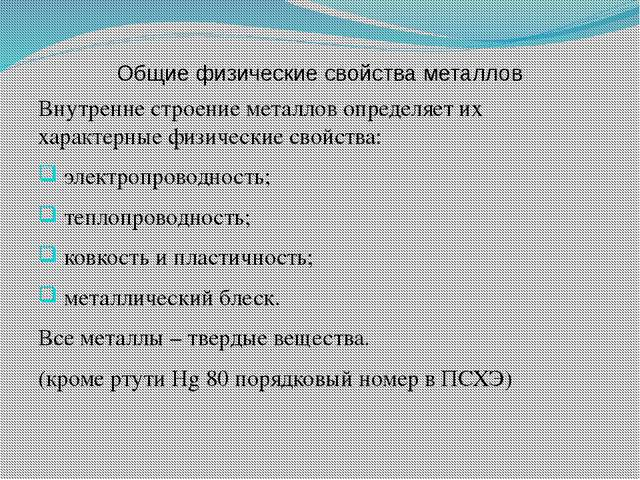 Общие физические свойства металлов
Внутренне строение металлов определяет их
характерные физические свойства:
электропроводность;
теплопроводность;
ковкость и пластичность;
металлический блеск.
Все металлы – твердые вещества.
(кроме ртути Hg 80 порядковый номер в ПСХЭ)